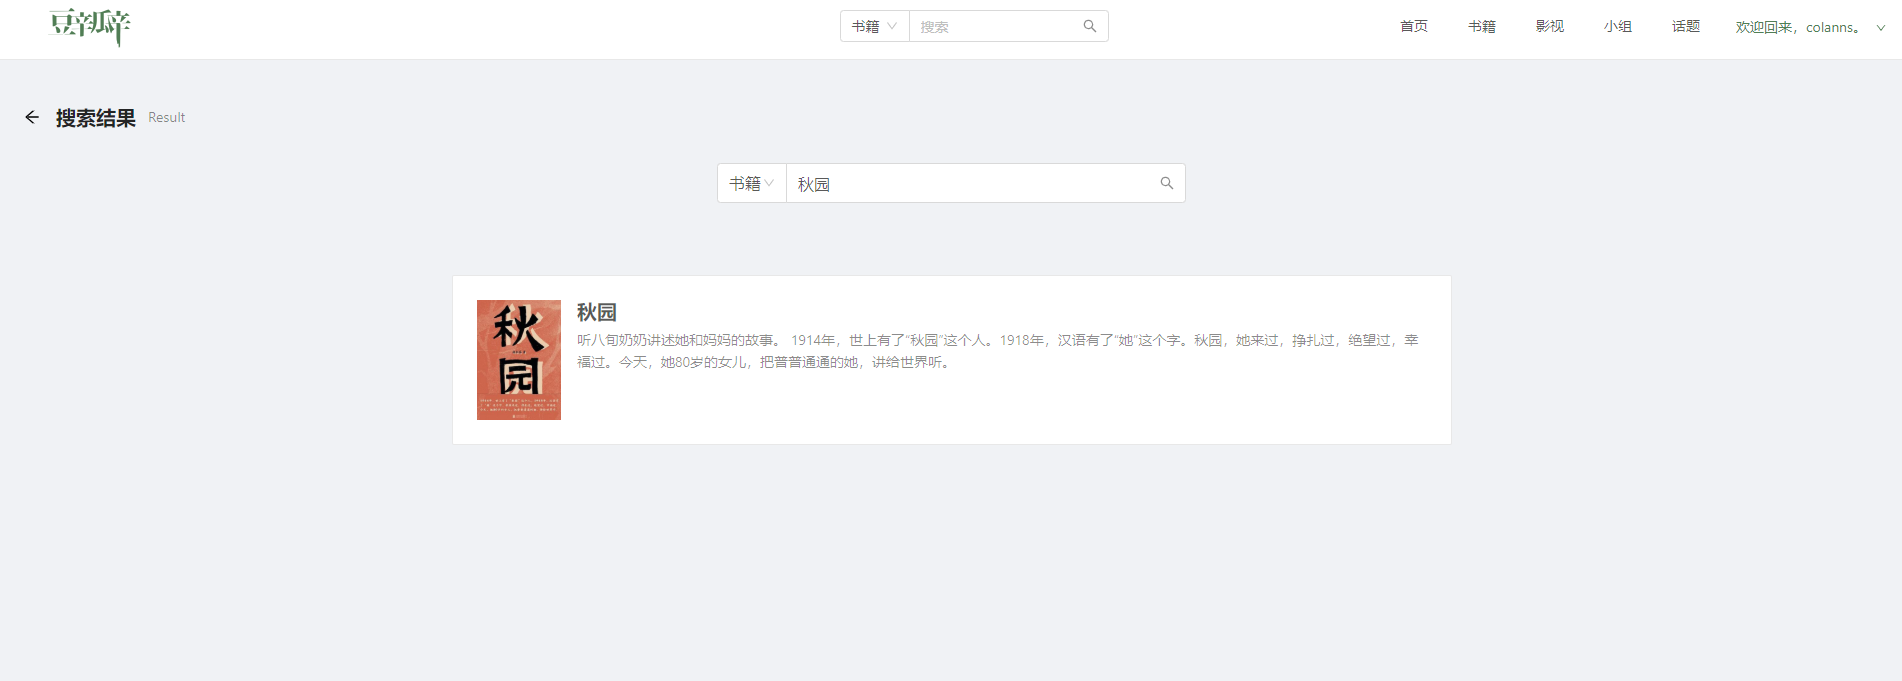 豆辛瓜辛
书籍 搜索 首页 书籍 影视 小组 话题 欢迎回来，colanns。
搜索结果 Result
书籍 秋园
秋园
秋园
听八旬奶奶讲述她和妈妈的故事。 1914年，世上有了“秋园”这个人。1918年，汉语有了“她”这个字。秋园，她来过，挣扎过，绝望过，幸
福过。今天，她80岁的女儿，把普普通通的她，讲给世界听。